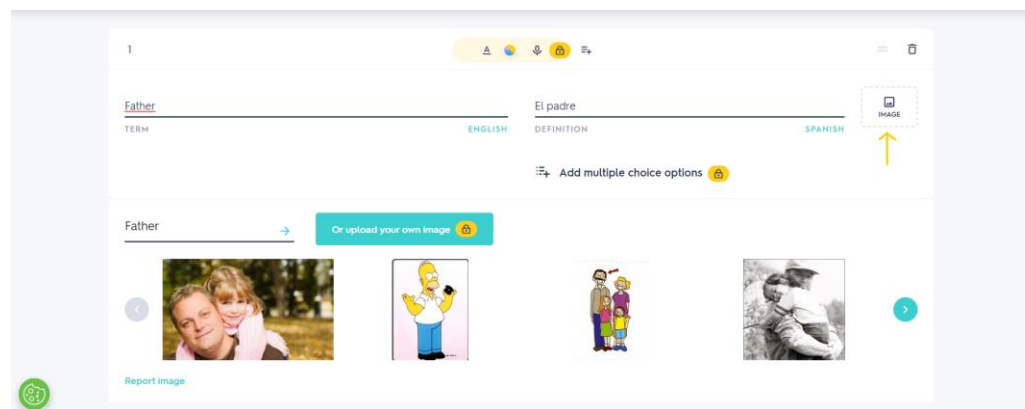 1
A
Father
El padre
IMAGE
TERM ENGLISH DEFINITION SPANISH
Add multiple choice options
Father
Or upload your own image
Report image